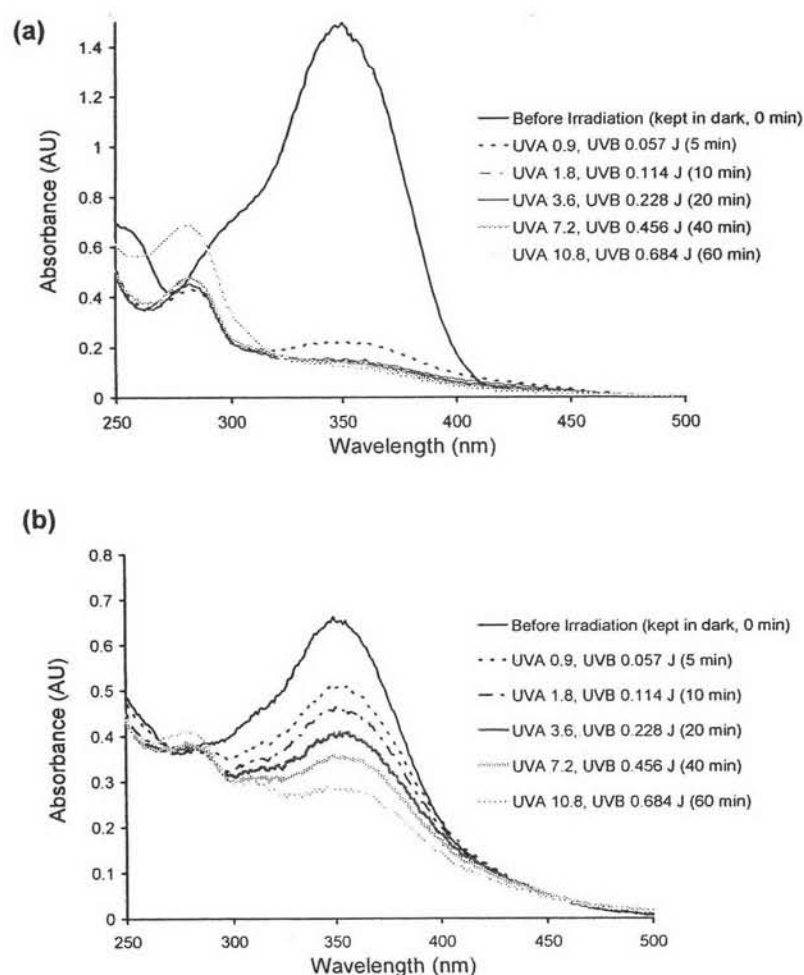 (a)
1.4
1.2
1
0.8
0.6
0.4
0.2
0
Absorbance (AU)
250 300 350 400 450 500
Wavelength (nm)
Before Irradiation (kept in dark, 0 min)
UVA 0.9, UVB 0.057 J (5 min)
UVA 1.8, UVB 0.114 J (10 min)
UVA 3.6, UVB 0.228 J (20 min)
UVA 7.2, UVB 0.456 J (40 min)
UVA 10.8, UVB 0.684 J (60 min)
(b)
0.8
0.7
0.6
0.5
0.4
0.3
0.2
0.1
0
Absorbance (AU)
250 300 350 400 450 500
Wavelength (nm)
Before Irradiation (kept in dark, 0 min)
UVA 0.9, UVB 0.057 J (5 min)
UVA 1.8, UVB 0.114 J (10 min)
UVA 3.6, UVB 0.228 J (20 min)
UVA 7.2, UVB 0.456 J (40 min)
UVA 10.8, UVB 0.684 J (60 min)